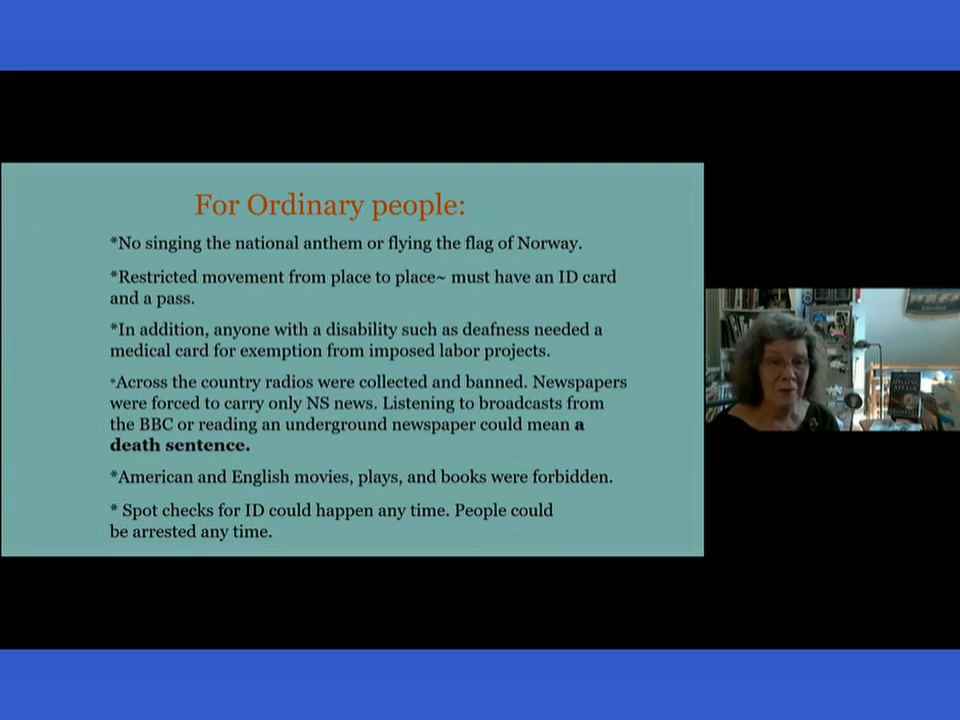 For Ordinary people:
*No singing the national anthem or flying the flag of Norway.
*Restricted movement from place to place~ must have an ID card
and a pass.
*In addition, anyone with a disability such as deafness needed a
medical card for exemption from imposed labor projects.
*Across the country radios were collected and banned. Newspapers
were forced to carry only NS news. Listening to broadcasts from
the BBC or reading an underground newspaper could mean a
death sentence.
*American and English movies, plays, and books were forbidden.
* Spot checks for ID could happen any time. People could
be arrested any time.